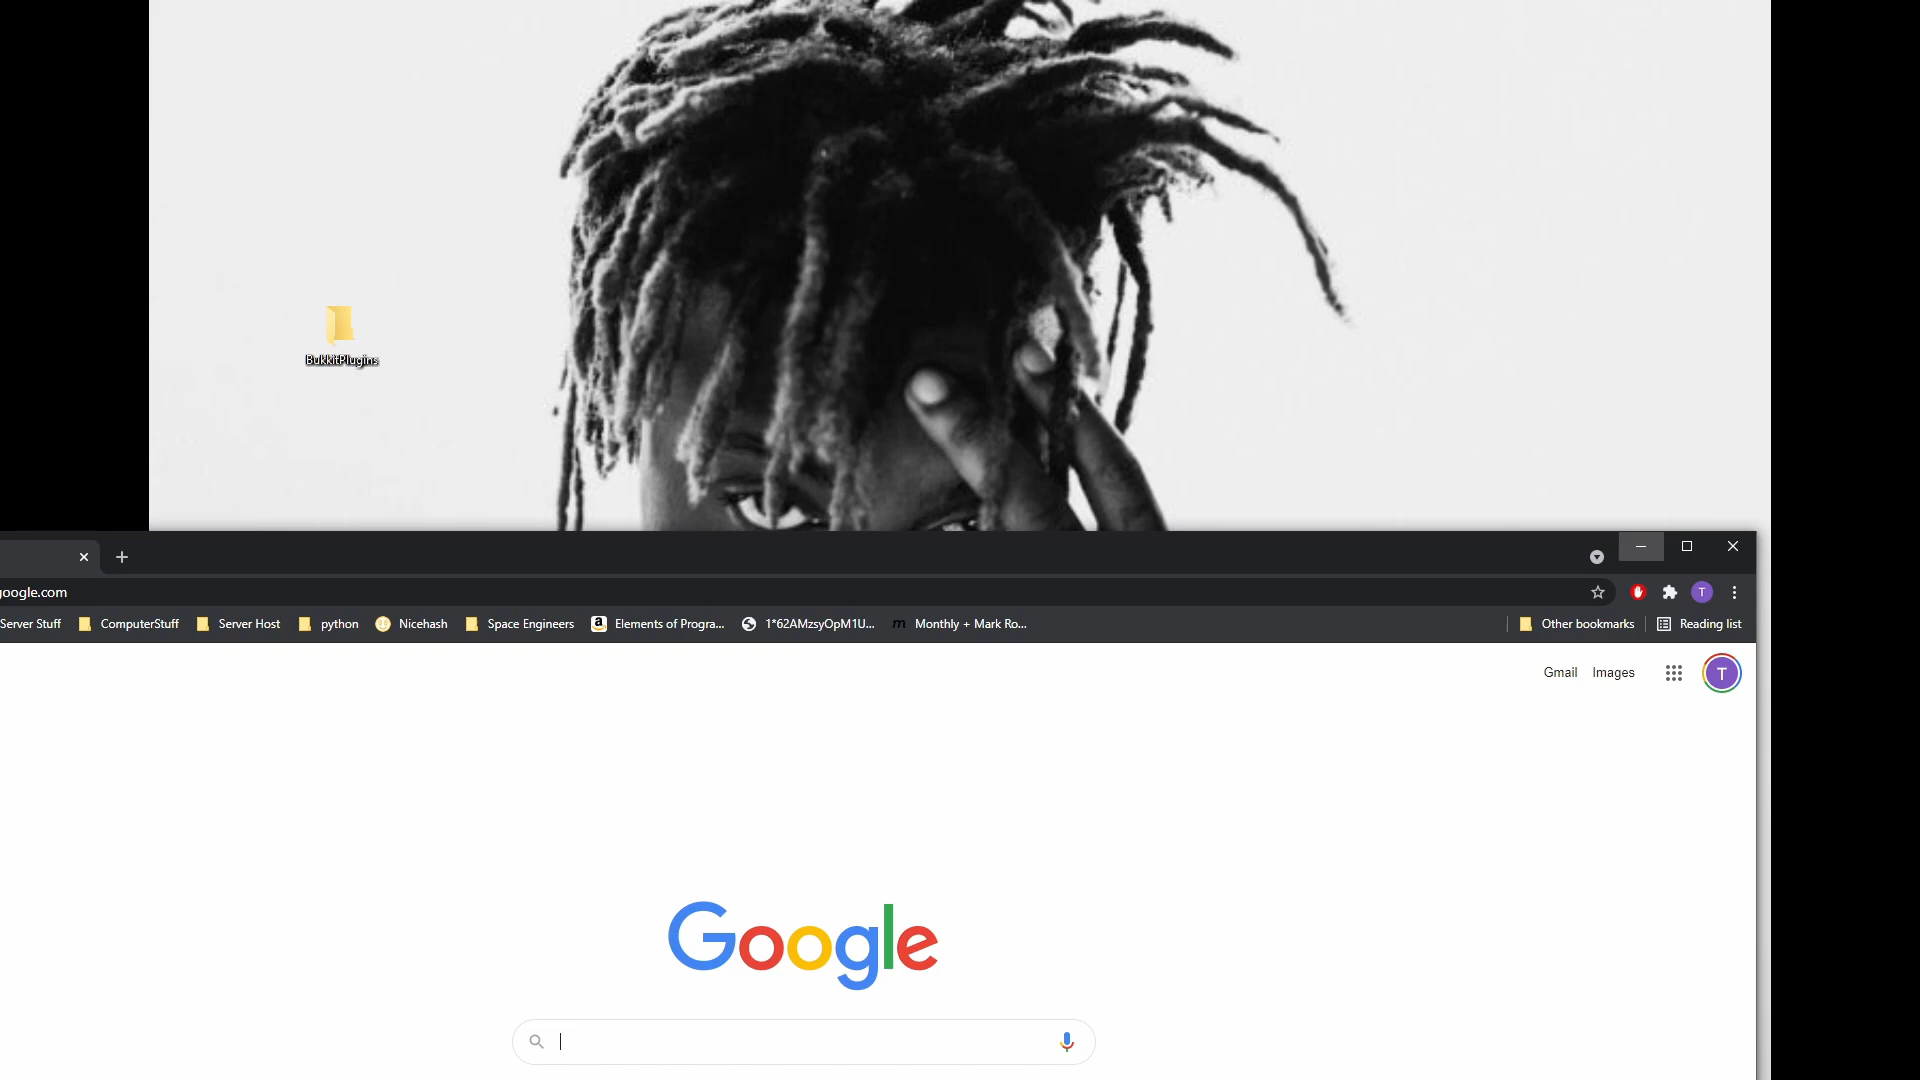 BukkitPlugins
google.com
Server Stuff
ComputerStuff
Server Host
python
Nicehash
Space Engineers
Elements of Progra...
1*62AMzsyOpM1U...
Monthly + Mark Ro...
Other bookmarks
Reading list
T
Gmail
Images
T
Google